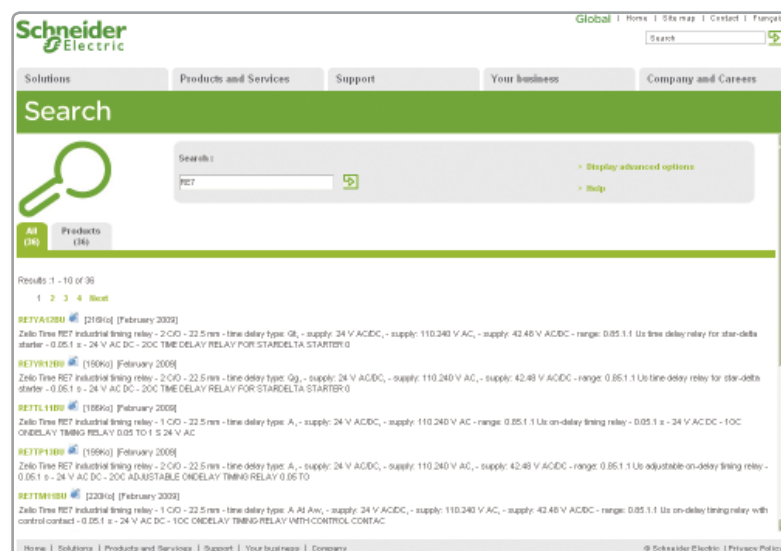 Global | Home | Site map | Contact | Français
Schneider Electric
Search
Solutions Products and Services Support Your business Company and Careers
Search
Search :
RE7
> Display advanced options
> Help
All (36)
Products (36)
Results :1 - 10 of 36
1 2 3 4 Next
RE7YA12BU [216Ko] [February 2009]
Zelio Time RE7 industrial timing relay - 2 C/O - 22.5 mm - time delay type: Qt, - supply: 24 V AC/DC, - supply: 110.240 V AC, - supply: 42.48 V AC/DC - range: 0.05.1.1 Us time delay relay for star-delta
starter - 0.05.1 s - 24 V AC DC - 2OC TIME DELAY RELAY FOR STARDELTA STARTER 0
RE7YR12BU [190Ko] [February 2009]
Zelio Time RE7 industrial timing relay - 2 C/O - 22.5 mm - time delay type: Qg, - supply: 24 V AC/DC, - supply: 110.240 V AC, - supply: 42.48 V AC/DC - range: 0.05.1.1 Us time delay relay for star-delta
starter - 0.05.1 s - 24 V AC DC - 2OC TIME DELAY RELAY FOR STARDELTA STARTER 0
RE7TL11BU [186Ko] [February 2009]
Zelio Time RE7 industrial timing relay - 1 C/O - 22.5 mm - time delay type: A, - supply: 24 V AC/DC, - supply: 110.240 V AC - range: 0.05.1.1 Us on-delay timing relay - 0.05.1 s - 24 V AC DC - 1OC
ONDELAY TIMING RELAY 0.05 TO 1 S 24 V AC
RE7TP13BU [199Ko] [February 2009]
Zelio Time RE7 industrial timing relay - 2 C/O - 22.5 mm - time delay type: A, - supply: 24 V AC/DC, - supply: 110.240 V AC, - supply: 42.48 V AC/DC - range: 0.05.1.1 Us adjustable on-delay timing relay -
0.05.1 s - 24 V AC DC - 2OC ADJUSTABLE ONDELAY TIMING RELAY 0.05 TO
RE7TM11BU [220Ko] [February 2009]
Zelio Time RE7 industrial timing relay - 1 C/O - 22.5 mm - time delay type: A At Aw, - supply: 24 V AC/DC, - supply: 110.240 V AC, - supply: 42.48 V AC/DC - range: 0.05.1.1 Us on-delay timing relay with
control contact - 0.05.1 s - 24 V AC DC - 1OC ONDELAY TIMING RELAY WITH CONTROL CONTAC
Home | Solutions | Products and Services | Support | Your business | Company
© Schneider Electric | Privacy Policy